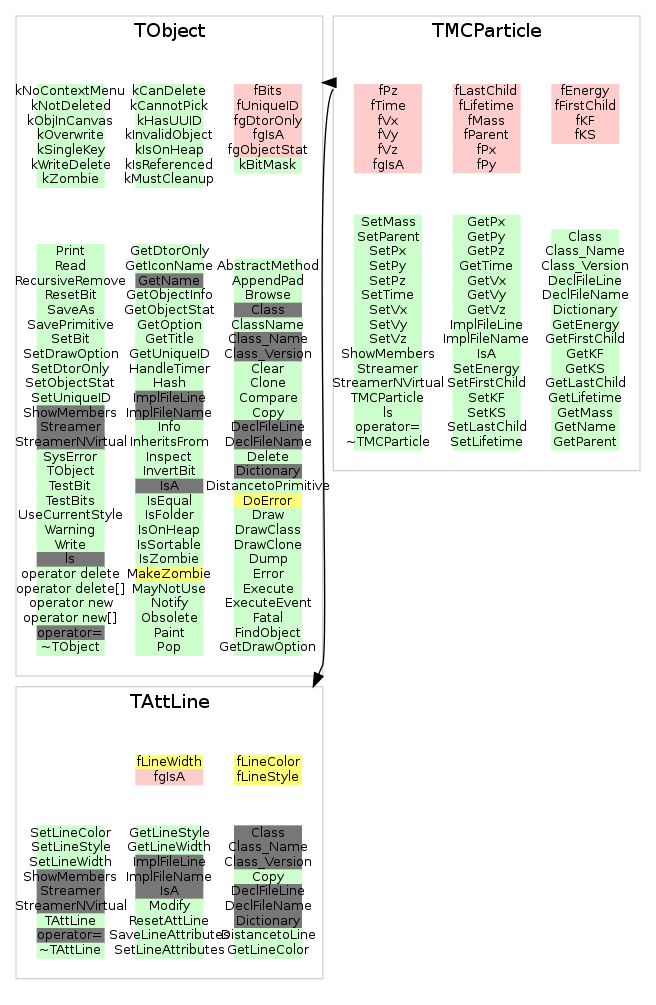 TObject
kNoContextMenu
kNotDeleted
kObjInCanvas
kOverwrite
kSingleKey
kWriteDelete
kZombie
kCanDelete
kCannotPick
kHasUUID
kInvalidObject
kIsOnHeap
kIsReferenced
kMustCleanup
fBits
fUniqueID
fgDtorOnly
fgIsA
fgObjectStat
kBitMask
Print
Read
RecursiveRemove
ResetBit
SaveAs
SavePrimitive
SetBit
SetDrawOption
SetDtorOnly
SetObjectStat
SetUniqueID
ShowMembers
Streamer
StreamerNVirtual
SysError
TObject
TestBit
TestBits
UseCurrentStyle
Warning
Write
ls
operator delete
operator delete[]
operator new
operator new[]
operator=
~TObject
GetDtorOnly
GetIconName
GetName
GetObjectInfo
GetObjectStat
GetOption
GetTitle
GetUniqueID
HandleTimer
Hash
ImplFileLine
ImplFileName
Info
InheritsFrom
Inspect
InvertBit
IsA
IsEqual
IsFolder
IsOnHeap
IsSortable
IsZombie
MakeZombie
MayNotUse
Notify
Obsolete
Paint
Pop
AbstractMethod
AppendPad
Browse
Class
ClassName
Class_Name
Class_Version
Clear
Clone
Compare
Copy
DeclFileLine
DeclFileName
Delete
Dictionary
DistancetoPrimitive
DoError
Draw
DrawClass
DrawClone
Dump
Error
Execute
ExecuteEvent
Fatal
FindObject
GetDrawOption
TMCParticle
fPz
fTime
fVx
fVy
fVz
fgIsA
fLastChild
fLifetime
fMass
fParent
fPx
fPy
fEnergy
fFirstChild
fKF
fKS
SetMass
SetParent
SetPx
SetPy
SetPz
SetTime
SetVx
SetVy
SetVz
ShowMembers
Streamer
StreamerNVirtual
TMCParticle
ls
operator=
~TMCParticle
GetPx
GetPy
GetPz
GetTime
GetVx
GetVy
GetVz
ImplFileLine
ImplFileName
IsA
SetEnergy
SetFirstChild
SetKF
SetKS
SetLastChild
SetLifetime
Class
Class_Name
Class_Version
DeclFileLine
DeclFileName
Dictionary
GetEnergy
GetFirstChild
GetKF
GetKS
GetLastChild
GetLifetime
GetMass
GetName
GetParent
TAttLine
fLineWidth
fgIsA
fLineColor
fLineStyle
SetLineColor
SetLineStyle
SetLineWidth
ShowMembers
Streamer
StreamerNVirtual
TAttLine
operator=
~TAttLine
GetLineStyle
GetLineWidth
ImplFileLine
ImplFileName
IsA
Modify
ResetAttLine
SaveLineAttributes
SetLineAttributes
Class
Class_Name
Class_Version
Copy
DeclFileLine
DeclFileName
Dictionary
DistancetoLine
GetLineColor